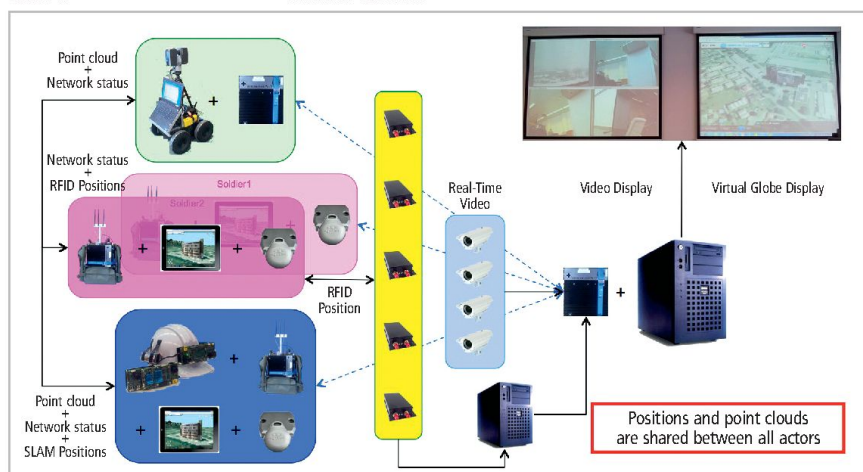 Point cloud
+
Network status
+
Network status
+
RFID Positions
Soldier1
Soldier2
+
+
+
RFID
Position
Real-Time
Video
Video Display
Virtual Globe Display
+
+
+
+
Point cloud
+
Network status
+
SLAM Positions
Positions and point clouds
are shared between all actors